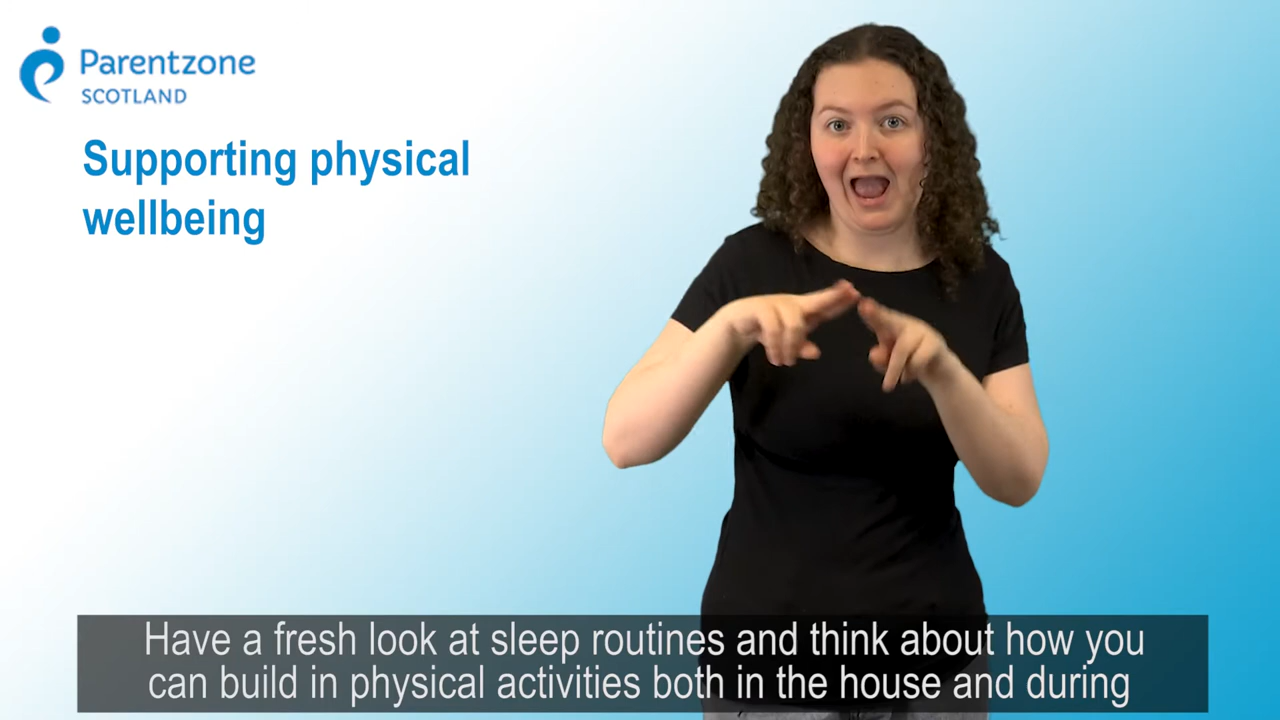 Parentzone
SCOTLAND
Supporting physical
wellbeing
Have a fresh look at sleep routines and think about how you
can build in physical activities both in the house and during